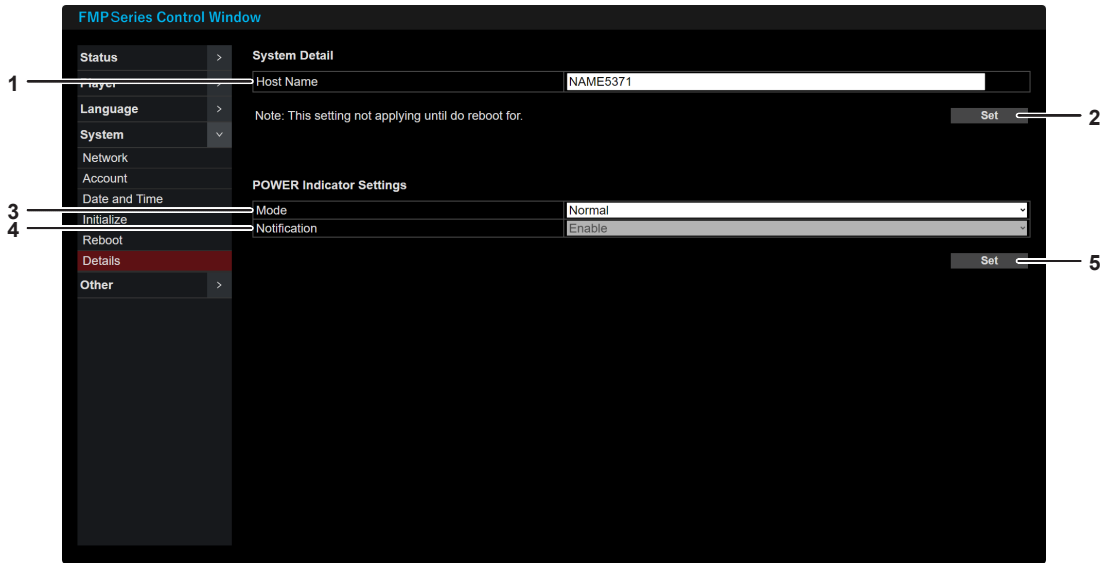 FMPSeries Control Window
Status >
System Detail
1
Player >
Host Name NAME5371
Language >
Note: This setting not applying until do reboot for.
Set
2
System
Network
Account
Date and Time
POWER Indicator Settings
3
Mode Normal
4
Initialize
Notification Enable
Reboot
Details
Set
5
Other >